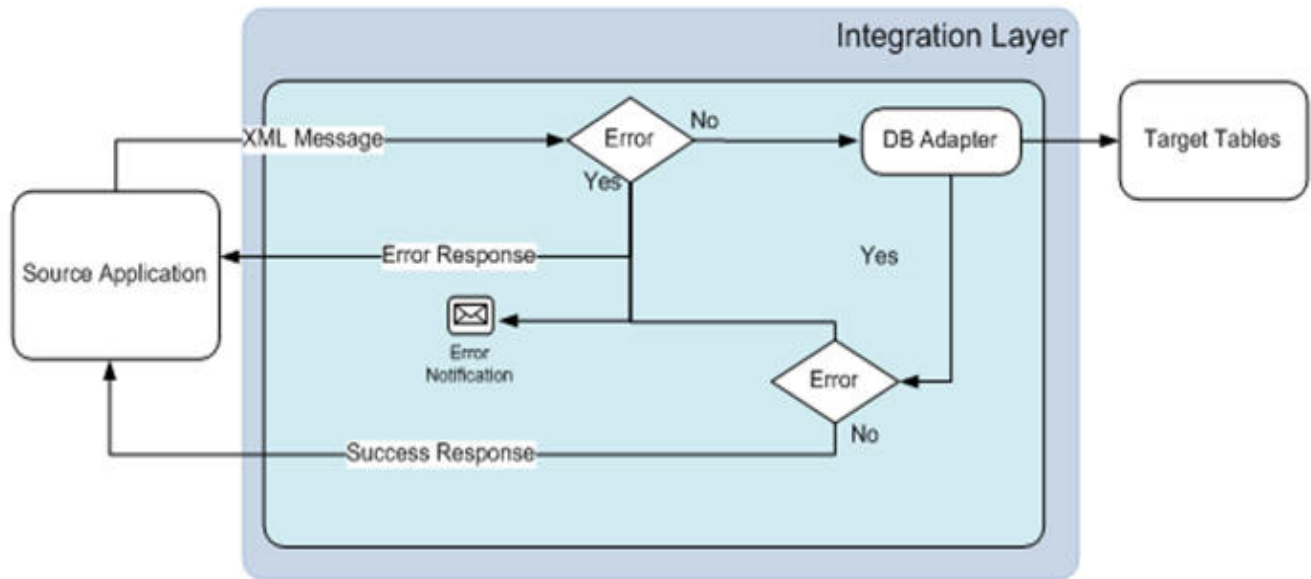 Integration Layer
XML Message
Error
No
DB Adapter
Target Tables
Yes
Error Response
Yes
Source Application
Error
Notification
Error
No
Success Response